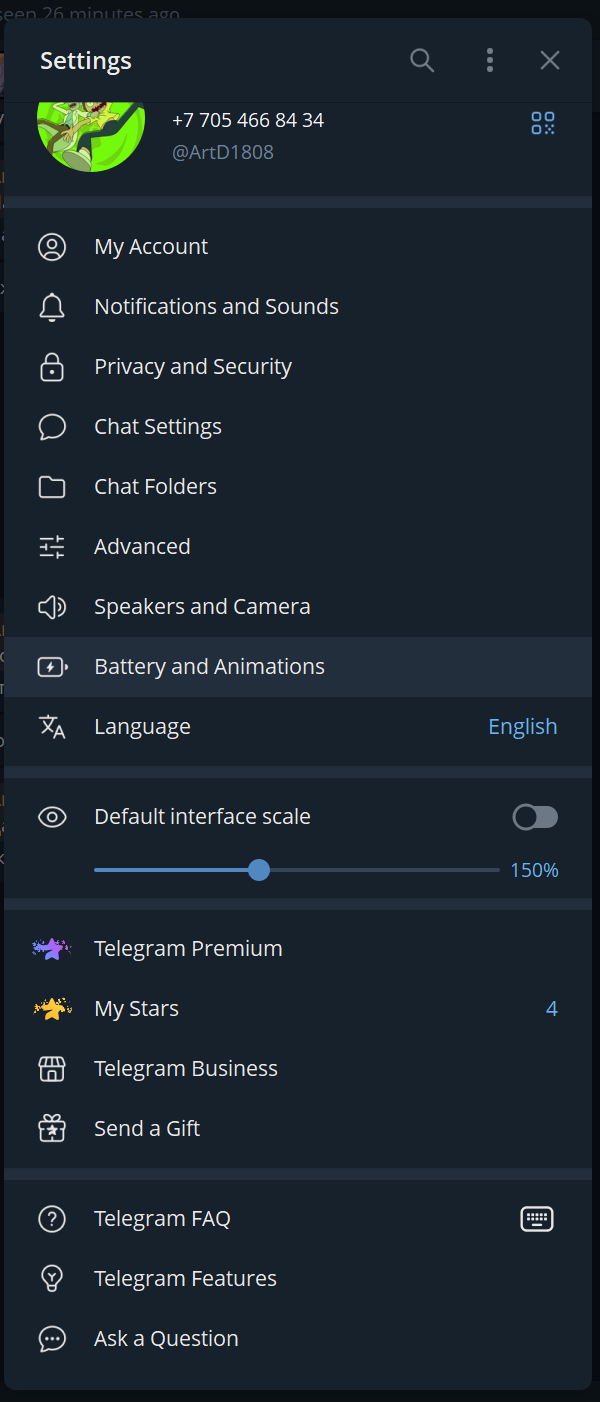 seen 26 minutes ago
Settings
+7 705 466 84 34
@ArtD1808
My Account
Notifications and Sounds
Privacy and Security
Chat Settings
Chat Folders
Advanced
Speakers and Camera
Battery and Animations
Language English
Default interface scale
150%
Telegram Premium
My Stars 4
Telegram Business
Send a Gift
Telegram FAQ
Telegram Features
Ask a Question